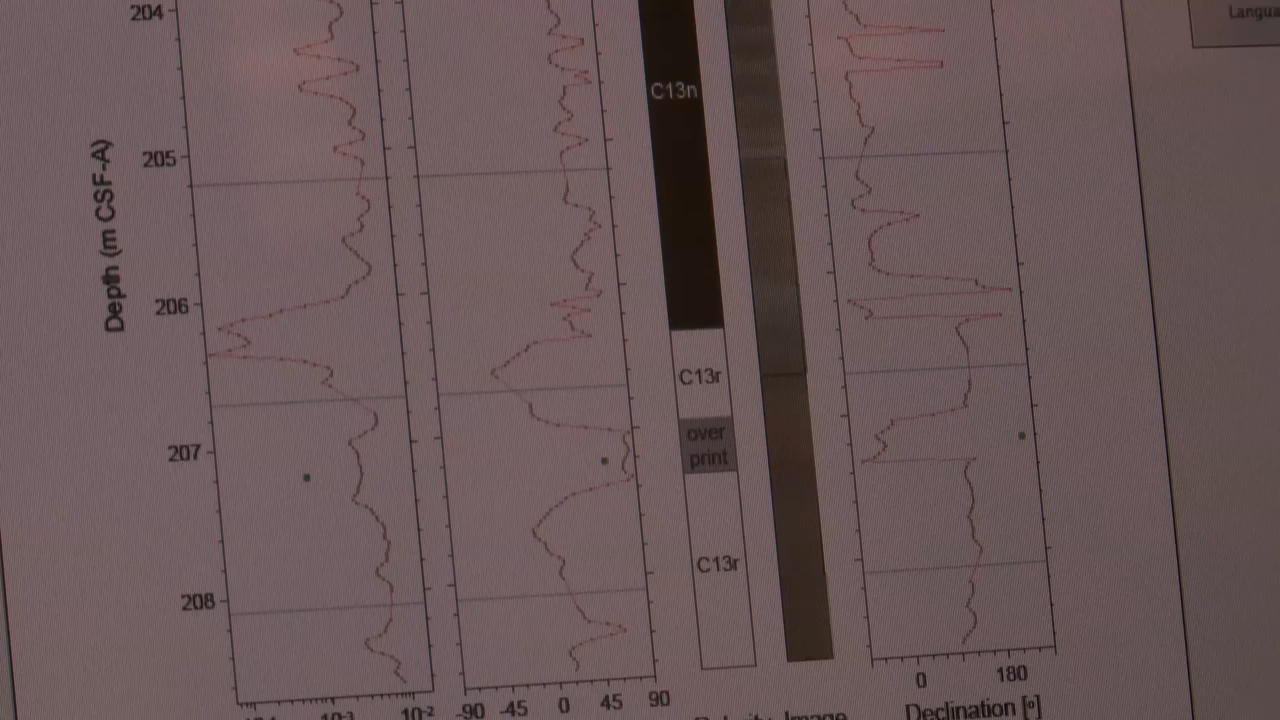 Langua
204
C13n
205
Depth (m CSF-A)
206
C13r
207
over
print
C13r
208
10-3
10-2
-90
-45
0
45
90
Image
0
180
Declination [º]